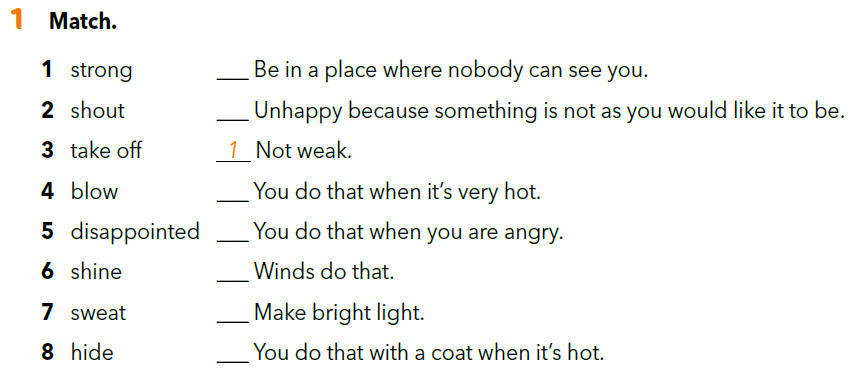 1 Match.
1 strong ___ Be in a place where nobody can see you.
2 shout ___ Unhappy because something is not as you would like it to be.
3 take off 1 Not weak.
4 blow ___ You do that when it’s very hot.
5 disappointed ___ You do that when you are angry.
6 shine ___ Winds do that.
7 sweat ___ Make bright light.
8 hide ___ You do that with a coat when it’s hot.